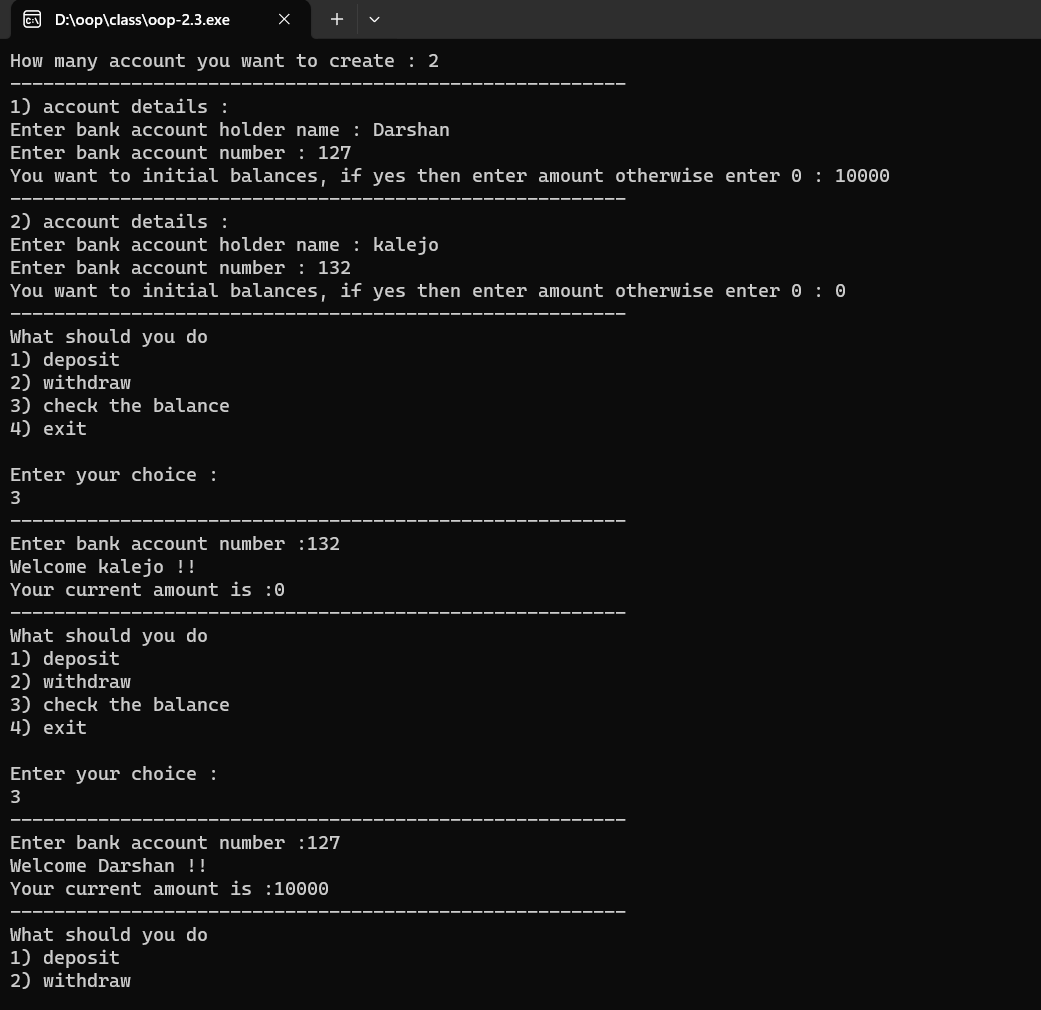 D:\oop\class\oop-2.3.exe
How many account you want to create : 2
--------------------------------------------------------
1) account details :
Enter bank account holder name : Darshan
Enter bank account number : 127
You want to initial balances, if yes then enter amount otherwise enter 0 : 10000
--------------------------------------------------------
2) account details :
Enter bank account holder name : kalejo
Enter bank account number : 132
You want to initial balances, if yes then enter amount otherwise enter 0 : 0
--------------------------------------------------------
What should you do
1) deposit
2) withdraw
3) check the balance
4) exit

Enter your choice :
3
--------------------------------------------------------
Enter bank account number :132
Welcome kalejo !!
Your current amount is :0
--------------------------------------------------------
What should you do
1) deposit
2) withdraw
3) check the balance
4) exit

Enter your choice :
3
--------------------------------------------------------
Enter bank account number :127
Welcome Darshan !!
Your current amount is :10000
--------------------------------------------------------
What should you do
1) deposit
2) withdraw